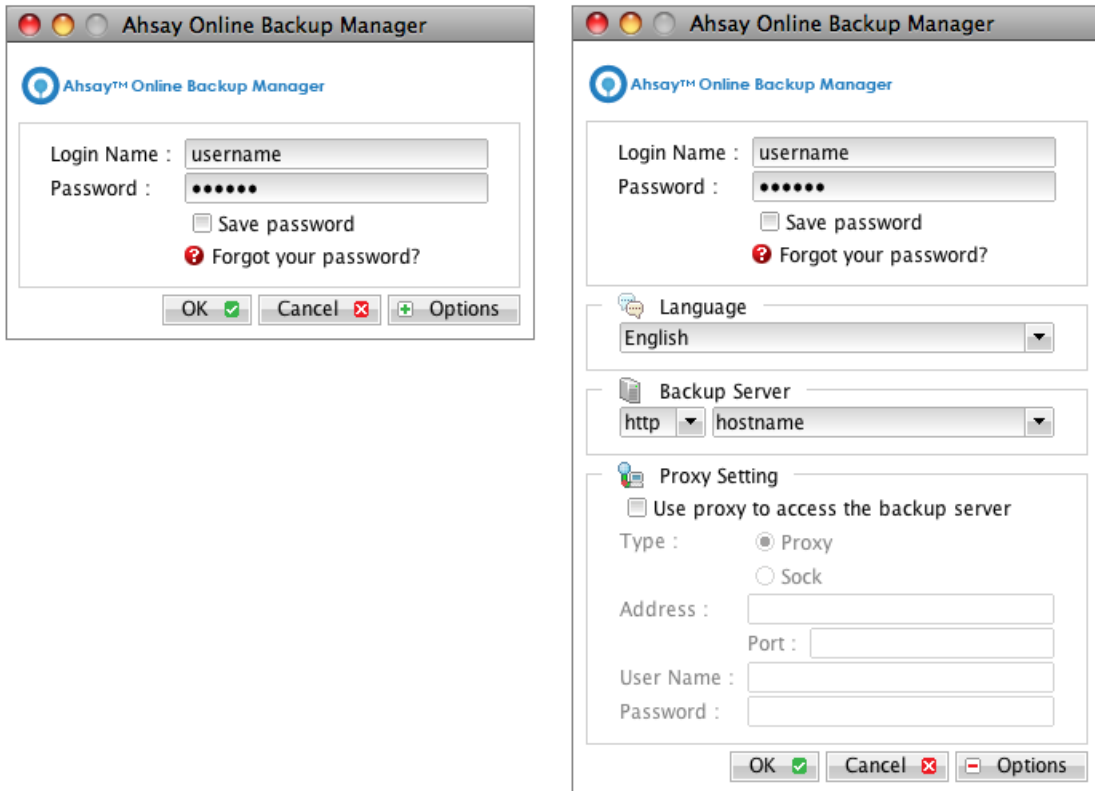 Ahsay Online Backup Manager
Ahsay™ Online Backup Manager
Login Name : username
Password : ••••••
Save password
Forgot your password?
OK Cancel Options
Ahsay Online Backup Manager
Ahsay™ Online Backup Manager
Login Name : username
Password : ••••••
Save password
Forgot your password?
Language
English
Backup Server
http hostname
Proxy Setting
Use proxy to access the backup server
Type : Proxy
Sock
Address :
Port :
User Name :
Password :
OK Cancel Options